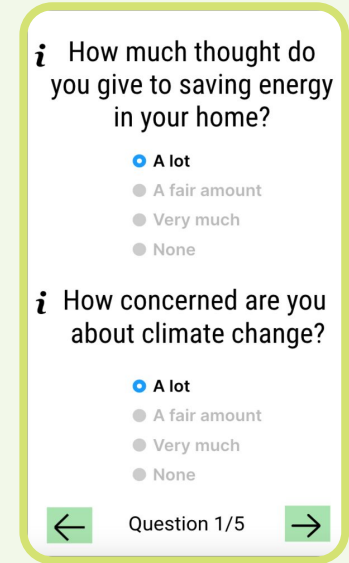 i How much thought do
you give to saving energy
in your home?
A lot
A fair amount
Very much
None
i How concerned are you
about climate change?
A lot
A fair amount
Very much
None
Question 1/5